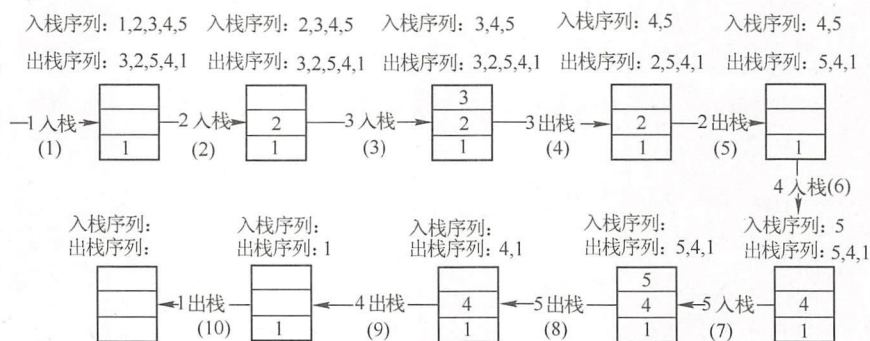 入栈序列：1,2,3,4,5 入栈序列：2,3,4,5 入栈序列：3,4,5 入栈序列：4,5 入栈序列：4,5
出栈序列：3,2,5,4,1 出栈序列：3,2,5,4,1 出栈序列：3,2,5,4,1 出栈序列：2,5,4,1 出栈序列：5,4,1
3
1入栈 2入栈 2 3入栈 2 3出栈 2 2出栈
(1) 1 (2) 1 (3) 1 (4) 1 (5) 1
4入栈(6)
入栈序列： 入栈序列： 入栈序列： 入栈序列： 入栈序列：5
出栈序列： 出栈序列：1 出栈序列：4,1 出栈序列：5,4,1 出栈序列：5,4,1
5
1出栈 4出栈 4 5出栈 4 5入栈 4
(10) 1 (9) 1 (8) 1 (7) 1